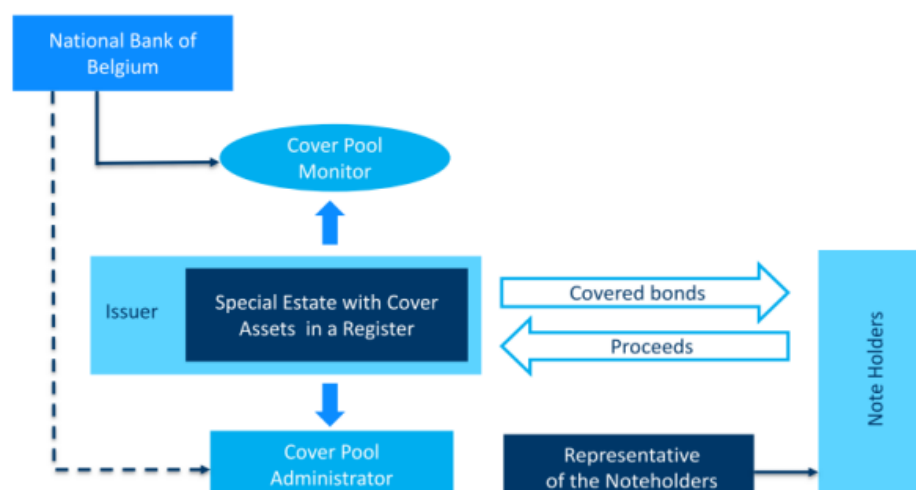 National Bank of
Belgium
Cover Pool
Monitor
Issuer
Special Estate with Cover
Assets in a Register
Covered bonds
Proceeds
Note Holders
Cover Pool
Administrator
Representative
of the Noteholders